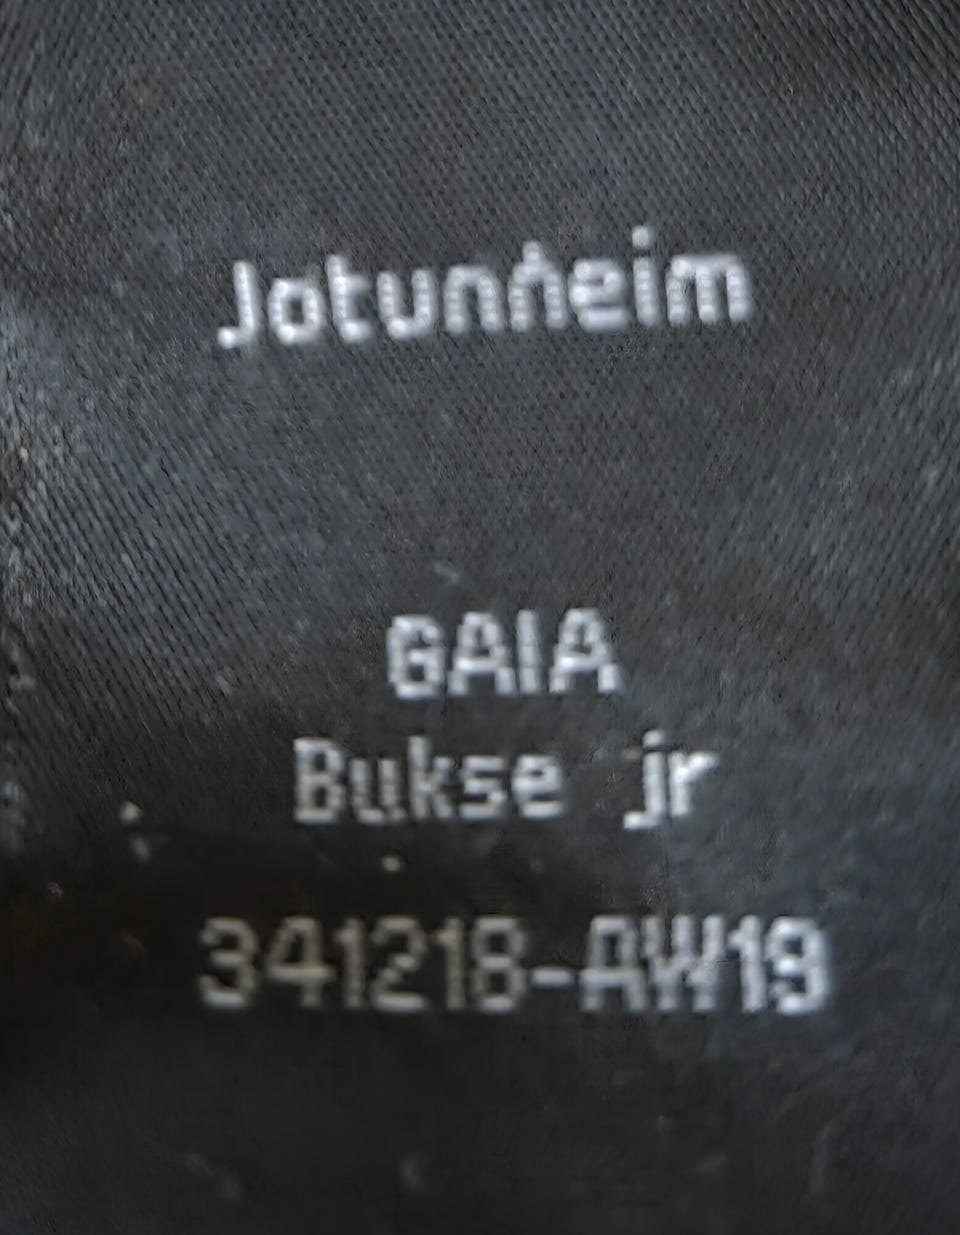 Jotunheim
GAIA
Bukse jr
341218-AW19